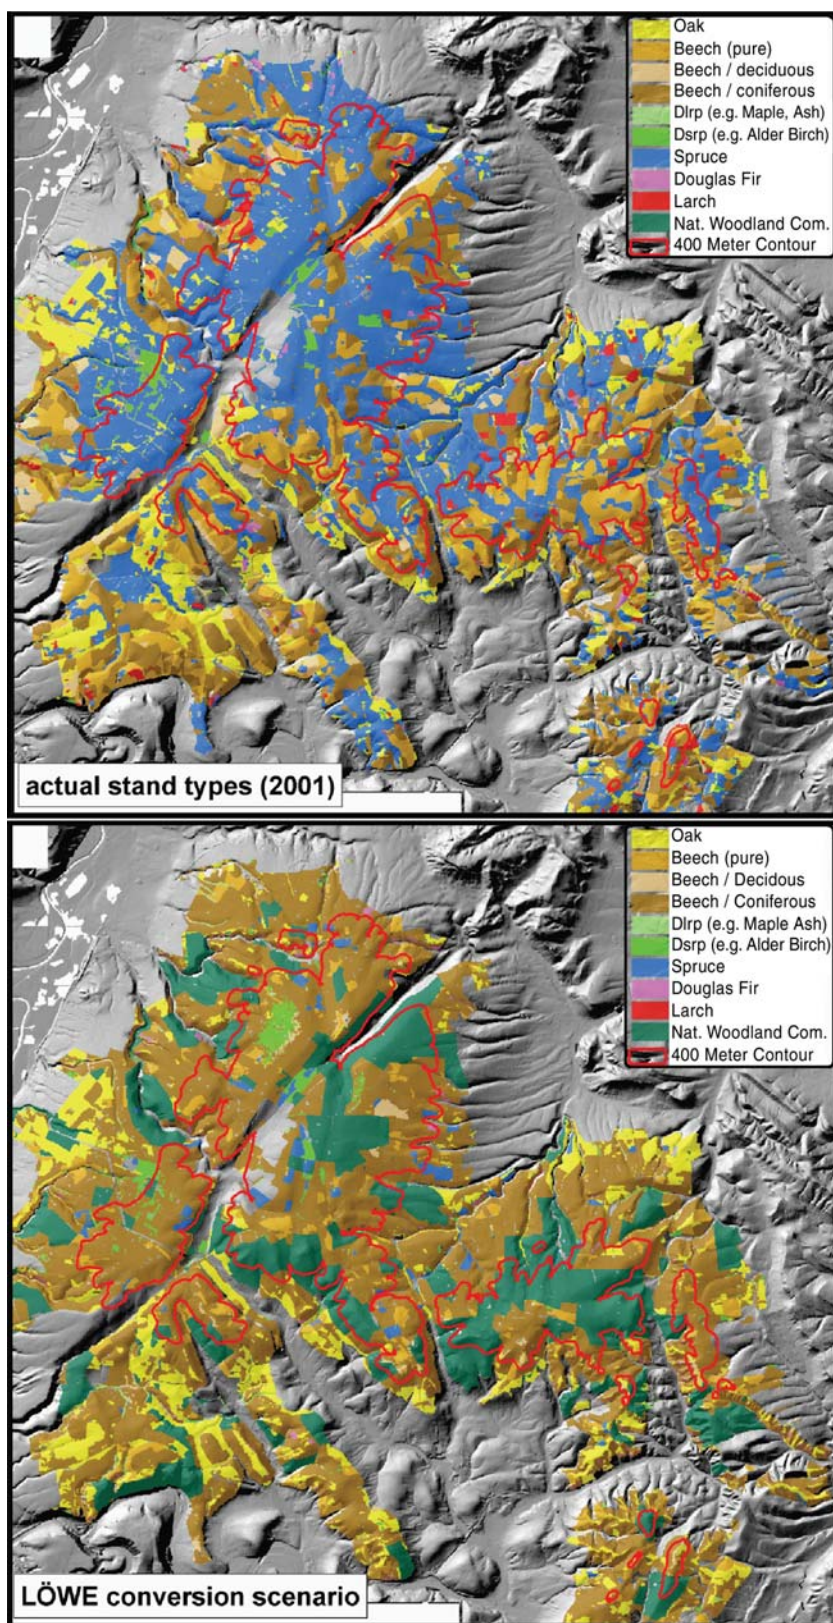 Oak
Beech (pure)
Beech / deciduous
Beech / coniferous
Dlrp (e.g. Maple, Ash)
Dsrp (e.g. Alder Birch)
Spruce
Douglas Fir
Larch
Nat. Woodland Com.
400 Meter Contour
actual stand types (2001)
Oak
Beech (pure)
Beech / Decidous
Beech / Coniferous
Dlrp (e.g. Maple Ash)
Dsrp (e.g. Alder Birch)
Spruce
Douglas Fir
Larch
Nat. Woodland Com.
400 Meter Contour
LÖWE conversion scenario